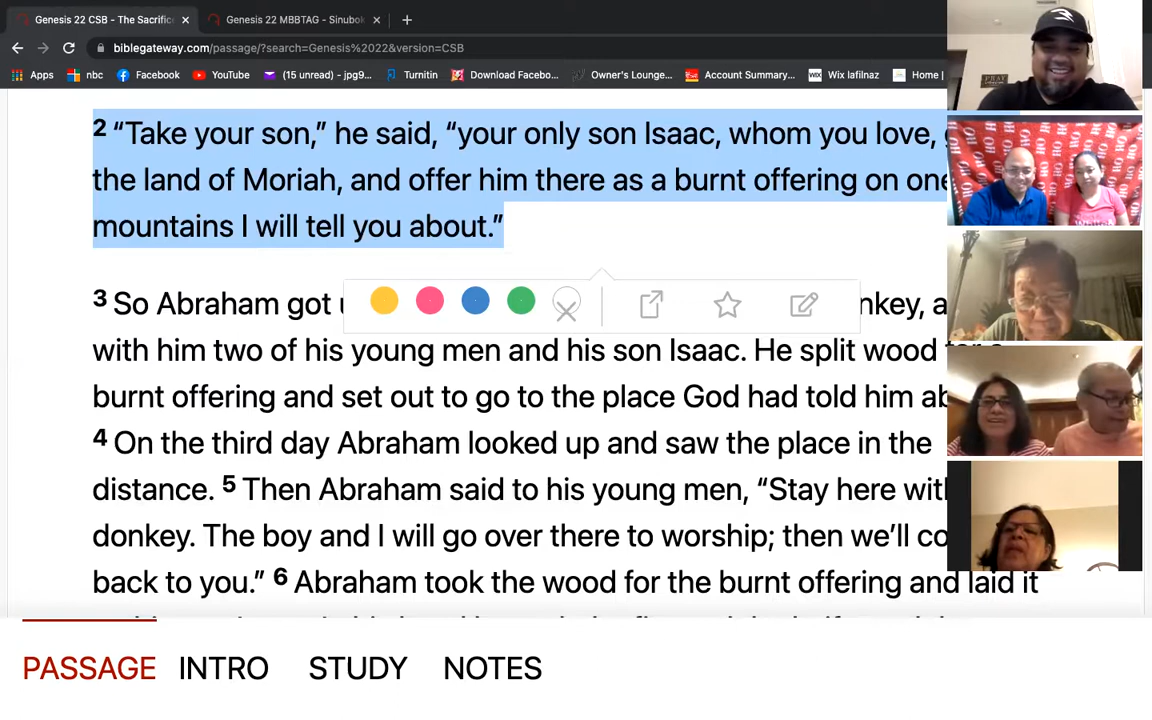 Genesis 22 CSB - The Sacrifice
Genesis 22 MBBTAG - Sinubok
biblegateway.com/passage/?search=Genesis%2022&version=CSB
Apps nbc Facebook YouTube (15 unread) - jpg9... Turnitin Download Facebo... Owner's Lounge... Account Summary... WIX Wix lafilnaz Home |
PRAY
HO HO HO
2 “Take your son,” he said, “your only son Isaac, whom you love,
the land of Moriah, and offer him there as a burnt offering on one
mountains I will tell you about.”
3 So Abraham got
with him two of his young men and his son Isaac. He split wood for a
burnt offering and set out to go to the place God had told him
4 On the third day Abraham looked up and saw the place in the
distance. 5 Then Abraham said to his young men, “Stay here
donkey. The boy and I will go over there to worship; then we’ll
back to you.” 6 Abraham took the wood for the burnt offering and laid it
PASSAGE INTRO STUDY NOTES